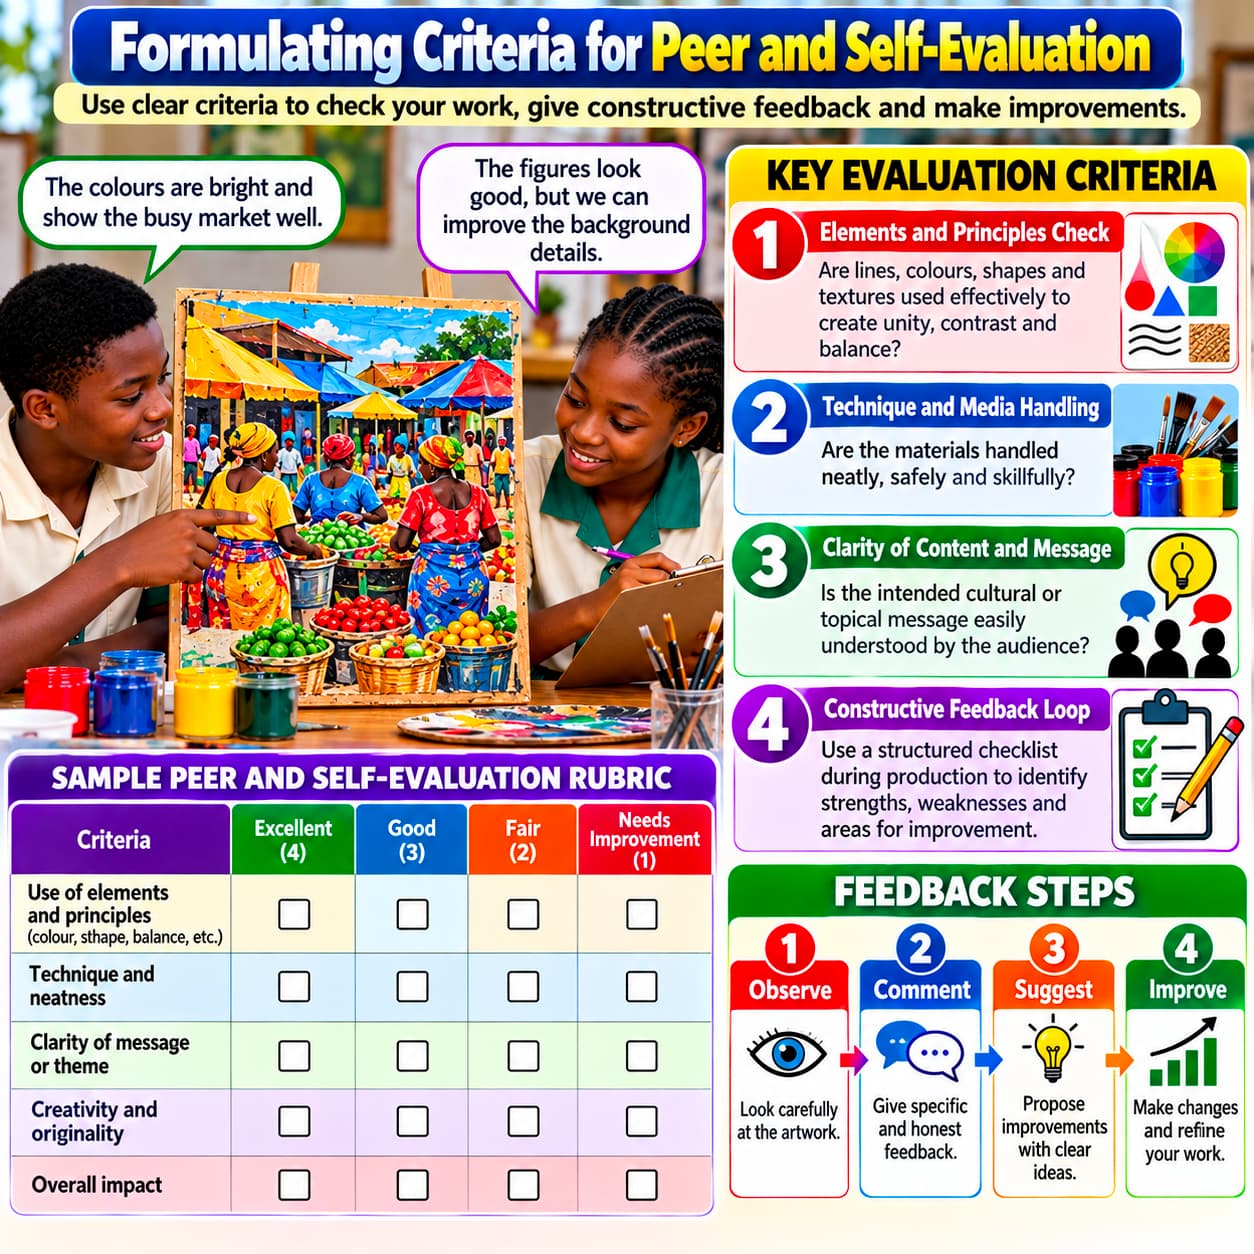 Formulating Criteria for Peer and Self-Evaluation
Use clear criteria to check your work, give constructive feedback and make improvements.
The colours are bright and
show the busy market well.
The figures look
good, but we can
improve the background
details.
KEY EVALUATION CRITERIA
1
Elements and Principles Check
Are lines, colours, shapes and
textures used effectively to
create unity, contrast and
balance?
2
Technique and Media Handling
Are the materials handled
neatly, safely and skillfully?
3
Clarity of Content and Message
Is the intended cultural or
topical message easily
understood by the audience?
4
Constructive Feedback Loop
Use a structured checklist
during production to identify
strengths, weaknesses and
areas for improvement.
SAMPLE PEER AND SELF-EVALUATION RUBRIC
Criteria
Excellent
(4)
Good
(3)
Fair
(2)
Needs
Improvement
(1)
Use of elements
and principles
(colour, sthape, balance, etc.)
Technique and
neatness
Clarity of message
or theme
Creativity and
originality
Overall impact
FEEDBACK STEPS
1
Observe
Look carefully
at the artwork.
2
Comment
Give specific
and honest
feedback.
3
Suggest
Propose
improvements
with clear
ideas.
4
Improve
Make changes
and refine
your work.